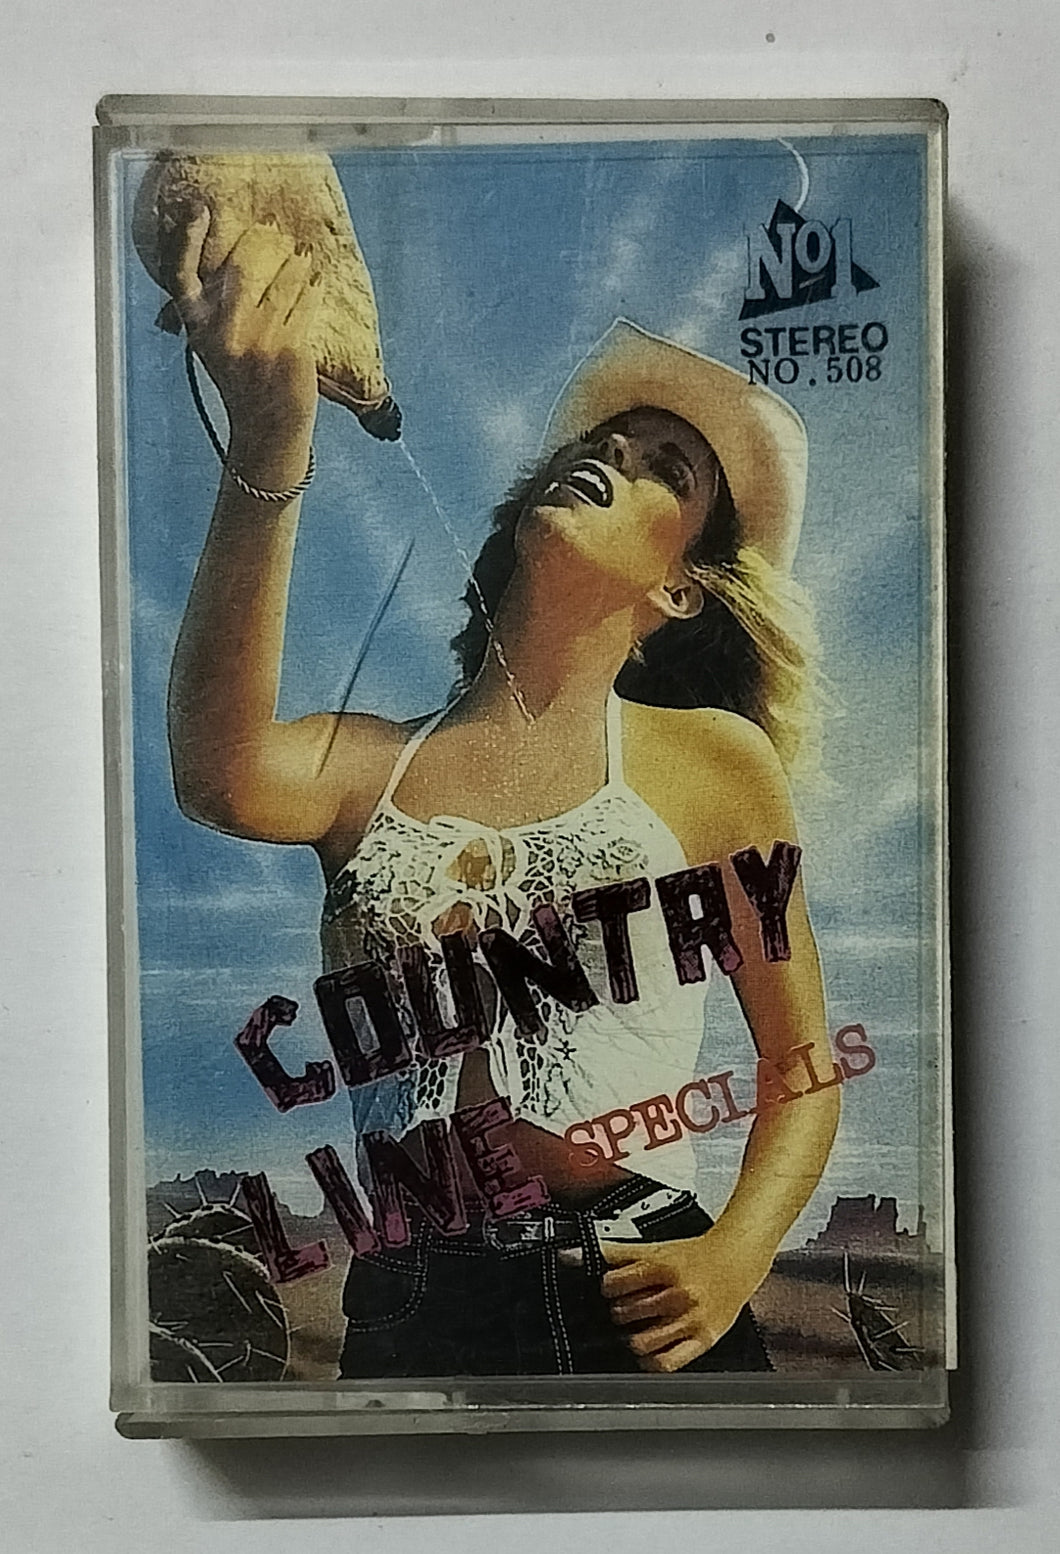 No1
STEREO
NO.508
COUNTRY
LINE SPECIALS